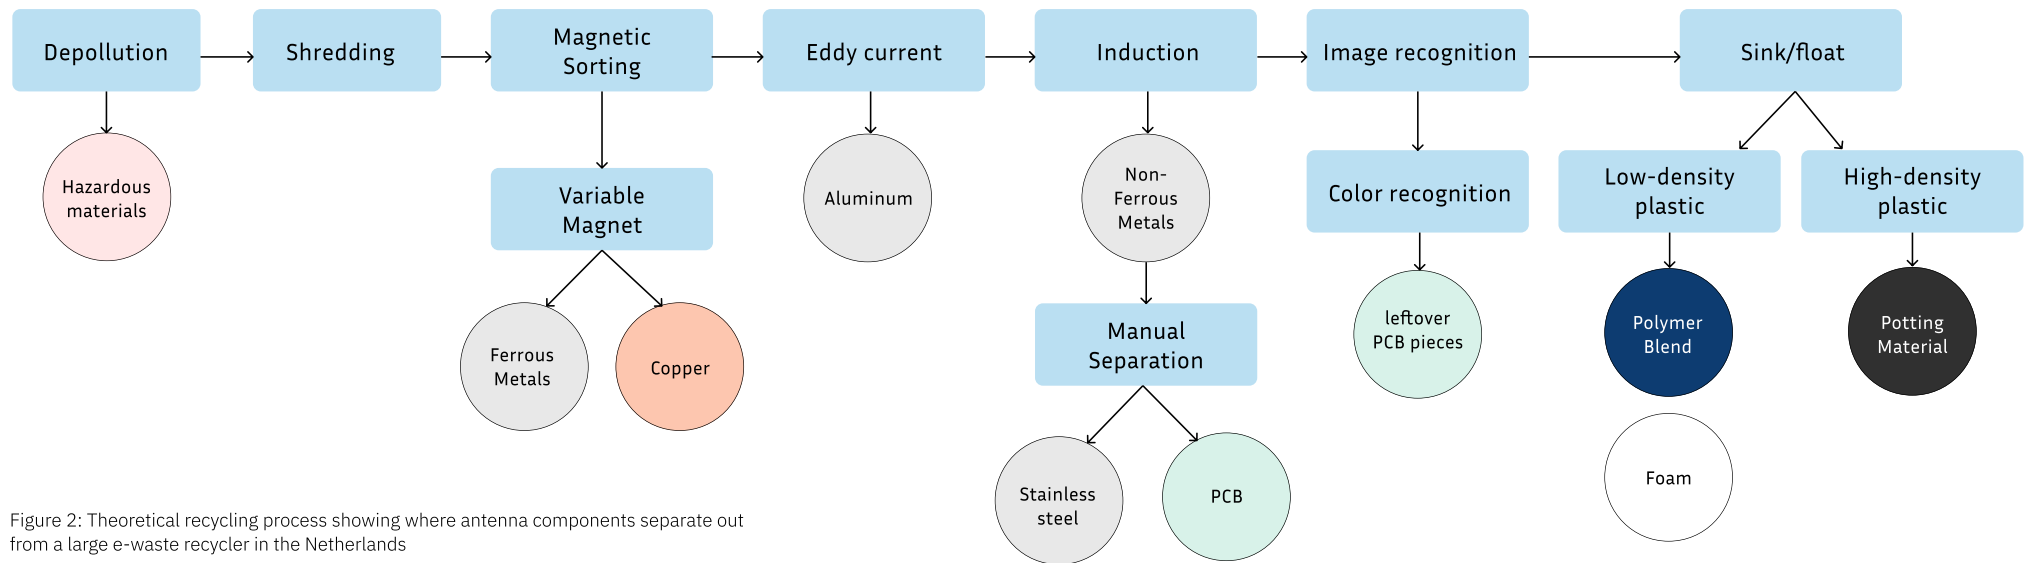 Depollution
Shredding
Magnetic
Sorting
Eddy current
Induction
Image recognition
Sink/float
Hazardous
materials
Variable
Magnet
Aluminum
Non-
Ferrous
Metals
Color recognition
Low-density
plastic
High-density
plastic
Ferrous
Metals
Copper
Manual
Separation
leftover
PCB pieces
Polymer
Blend
Potting
Material
Stainless
steel
PCB
Foam
Figure 2: Theoretical recycling process showing where antenna components separate out
from a large e-waste recycler in the Netherlands